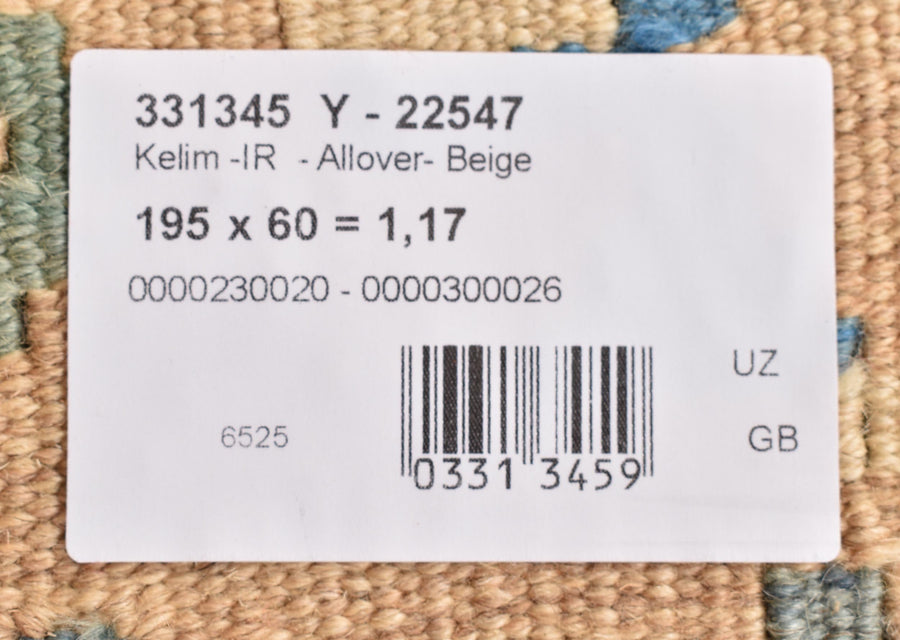 331345 Y - 22547
Kelim -IR - Allover- Beige
195 x 60 = 1,17
0000230020 - 0000300026
UZ
6525
GB
0331 3459